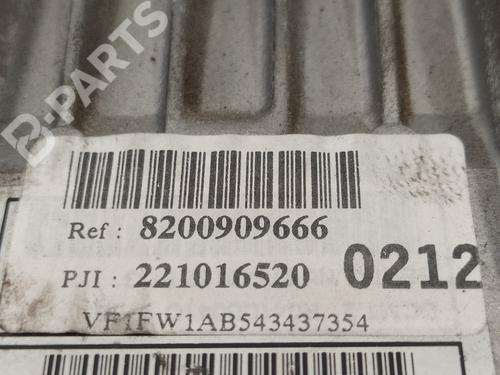 B-PARTS
Ref : 8200909666
PJI : 221016520 0212
VF1FW1AB543437354